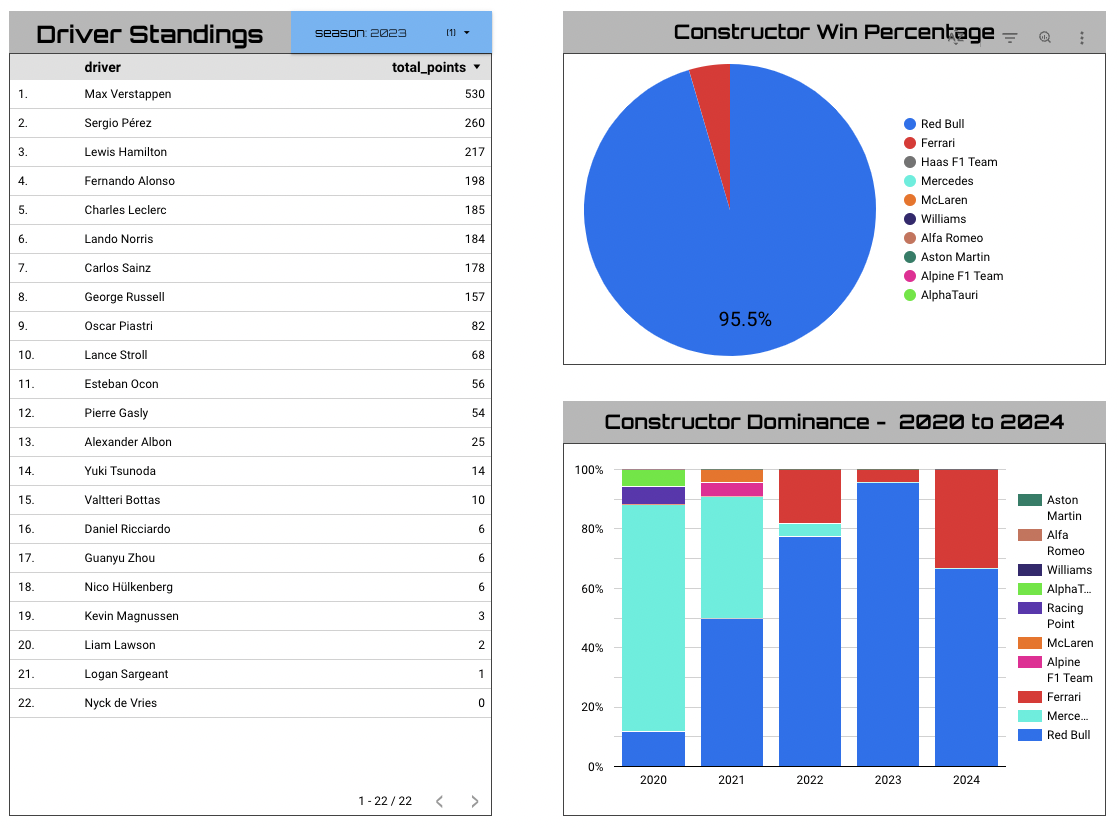 Driver Standings
season: 2023 (1)
driver total_points
1. Max Verstappen 530
2. Sergio Pérez 260
3. Lewis Hamilton 217
4. Fernando Alonso 198
5. Charles Leclerc 185
6. Lando Norris 184
7. Carlos Sainz 178
8. George Russell 157
9. Oscar Piastri 82
10. Lance Stroll 68
11. Esteban Ocon 56
12. Pierre Gasly 54
13. Alexander Albon 25
14. Yuki Tsunoda 14
15. Valtteri Bottas 10
16. Daniel Ricciardo 6
17. Guanyu Zhou 6
18. Nico Hülkenberg 6
19. Kevin Magnussen 3
20. Liam Lawson 2
21. Logan Sargeant 1
22. Nyck de Vries 0
1 - 22 / 22
Constructor Win Percentage
95.5%
Red Bull
Ferrari
Haas F1 Team
Mercedes
McLaren
Williams
Alfa Romeo
Aston Martin
Alpine F1 Team
AlphaTauri
Constructor Dominance - 2020 to 2024
100%
80%
60%
40%
20%
0%
2020 2021 2022 2023 2024
Aston
Martin
Alfa
Romeo
Williams
AlphaT...
Racing
Point
McLaren
Alpine
F1 Team
Ferrari
Merce...
Red Bull